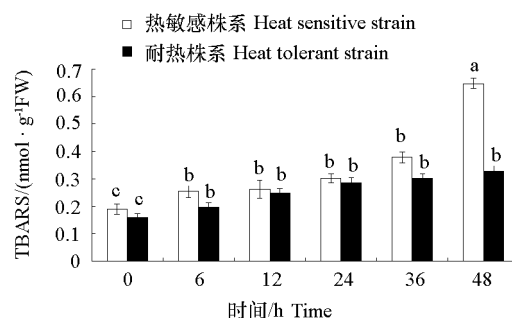 热敏感株系 Heat sensitive strain
耐热株系 Heat tolerant strain
TBARS/(nmol · g⁻¹FW)
0.7
0.6
0.5
0.4
0.3
0.2
0.1
0
c c b b b b b b b b a b
0 6 12 24 36 48
时间/h Time